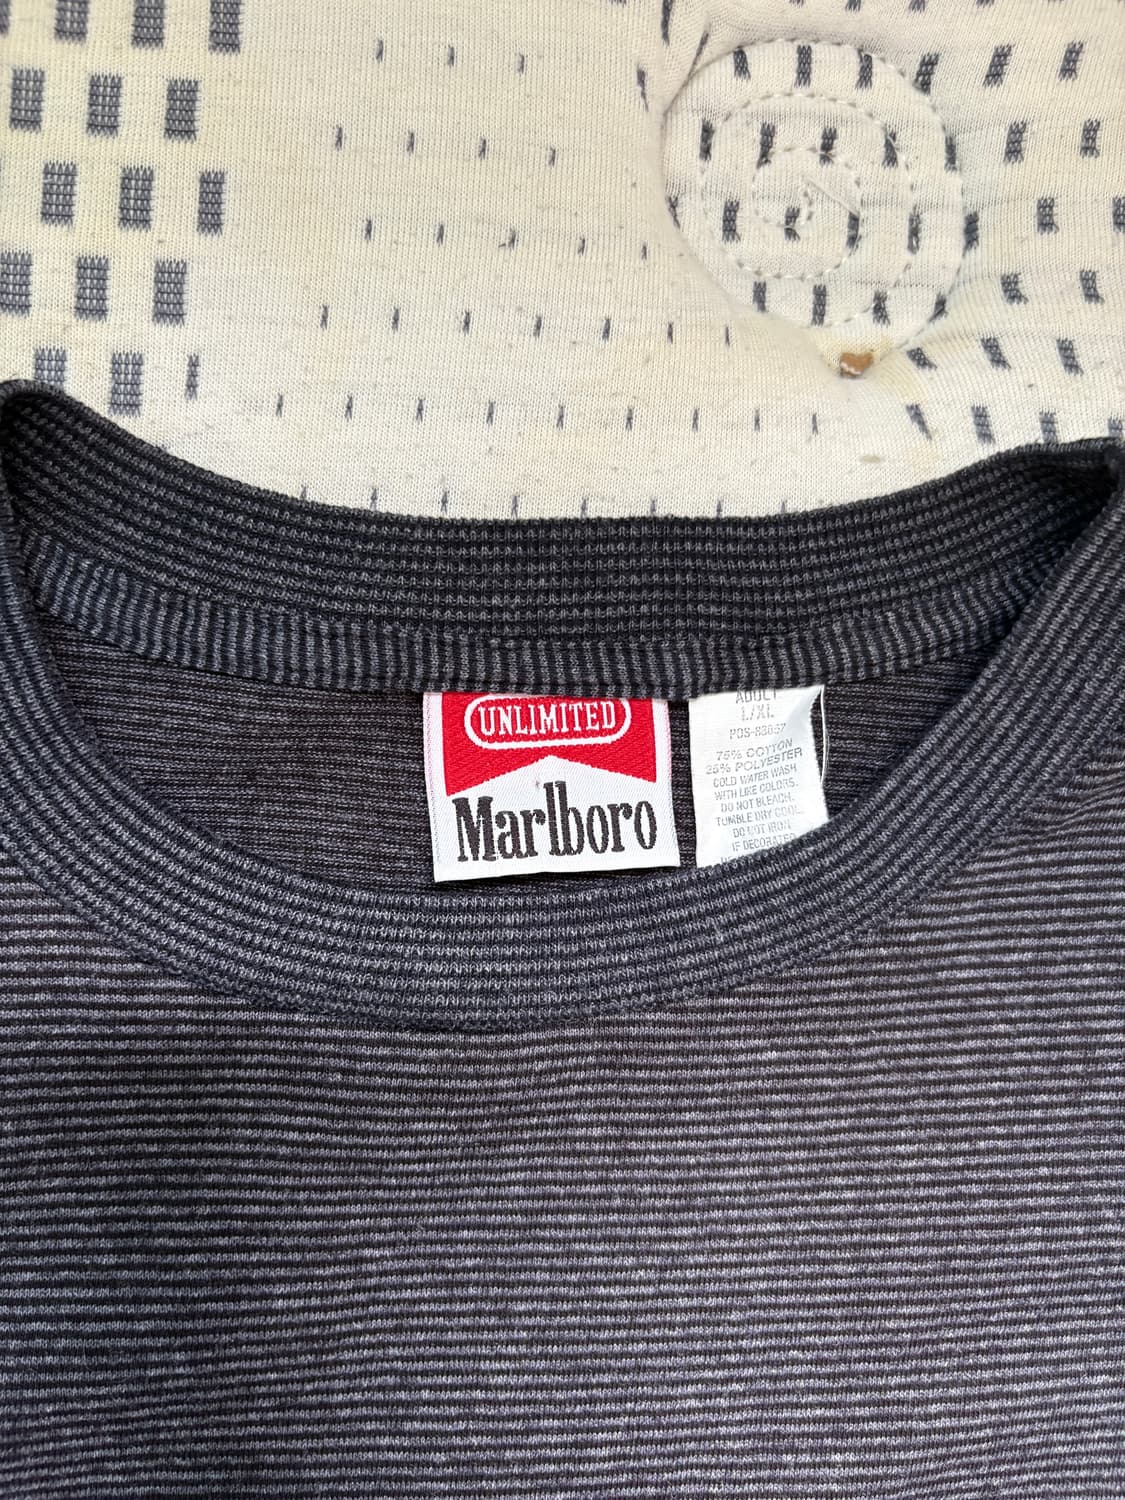 UNLIMITED
Marlboro
ADULT
L/XL
75% COTTON
25% POLYESTER
COLD WATER WASH
WITH LIKE COLORS.
DO NOT BLEACH.
TUMBLE DRY COOL.
DO NOT IRON
IF DECORATED